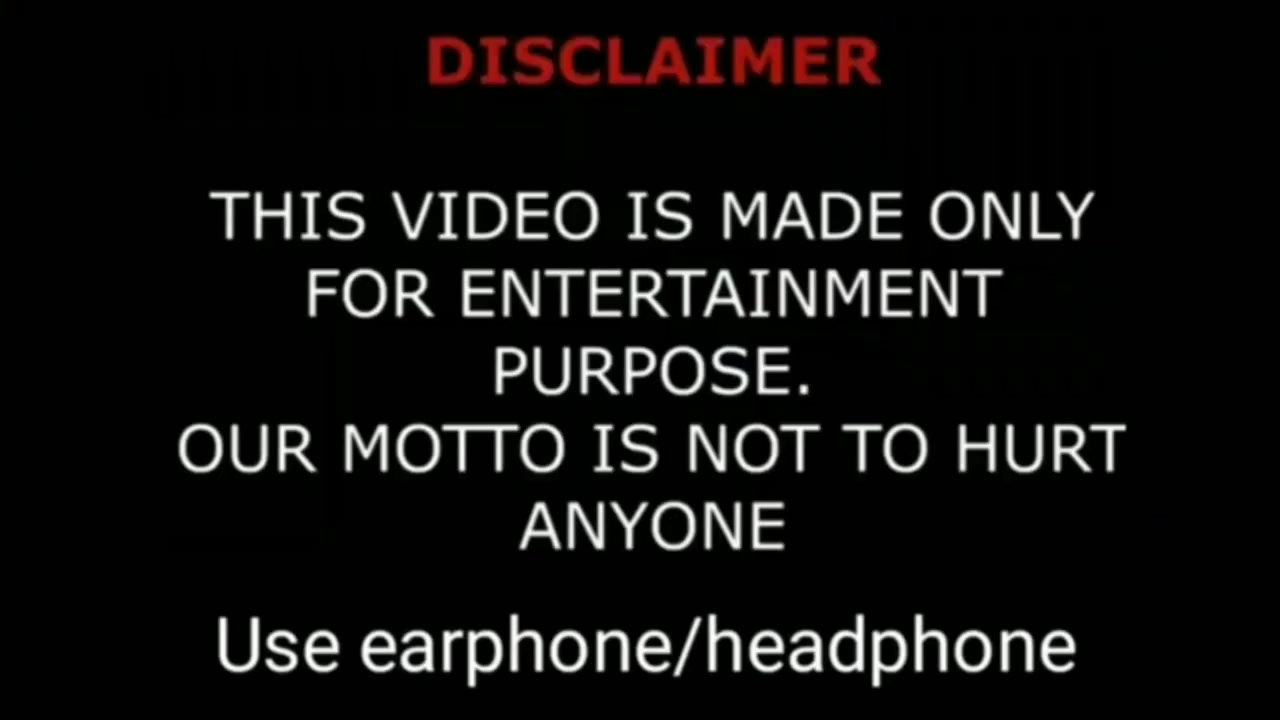 DISCLAIMER
THIS VIDEO IS MADE ONLY
FOR ENTERTAINMENT
PURPOSE.
OUR MOTTO IS NOT TO HURT
ANYONE
Use earphone/headphone